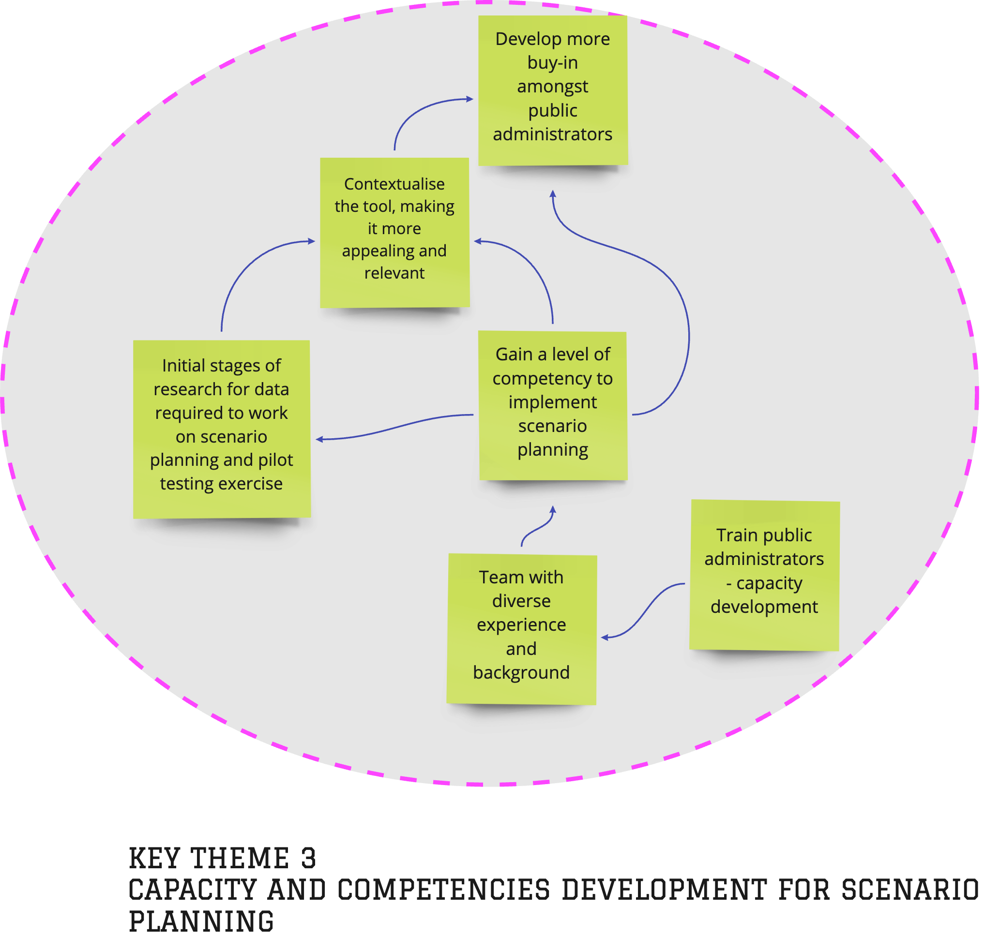 Develop more
buy-in
amongst
public
administrators
Contextualise
the tool, making
it more
appealing and
relevant
Initial stages of
research for data
required to work
on scenario
planning and pilot
testing exercise
Gain a level of
competency to
implement
scenario
planning
Train public
administrators
- capacity
development
Team with
diverse
experience
and
background
KEY THEME 3
CAPACITY AND COMPETENCIES DEVELOPMENT FOR SCENARIO
PLANNING